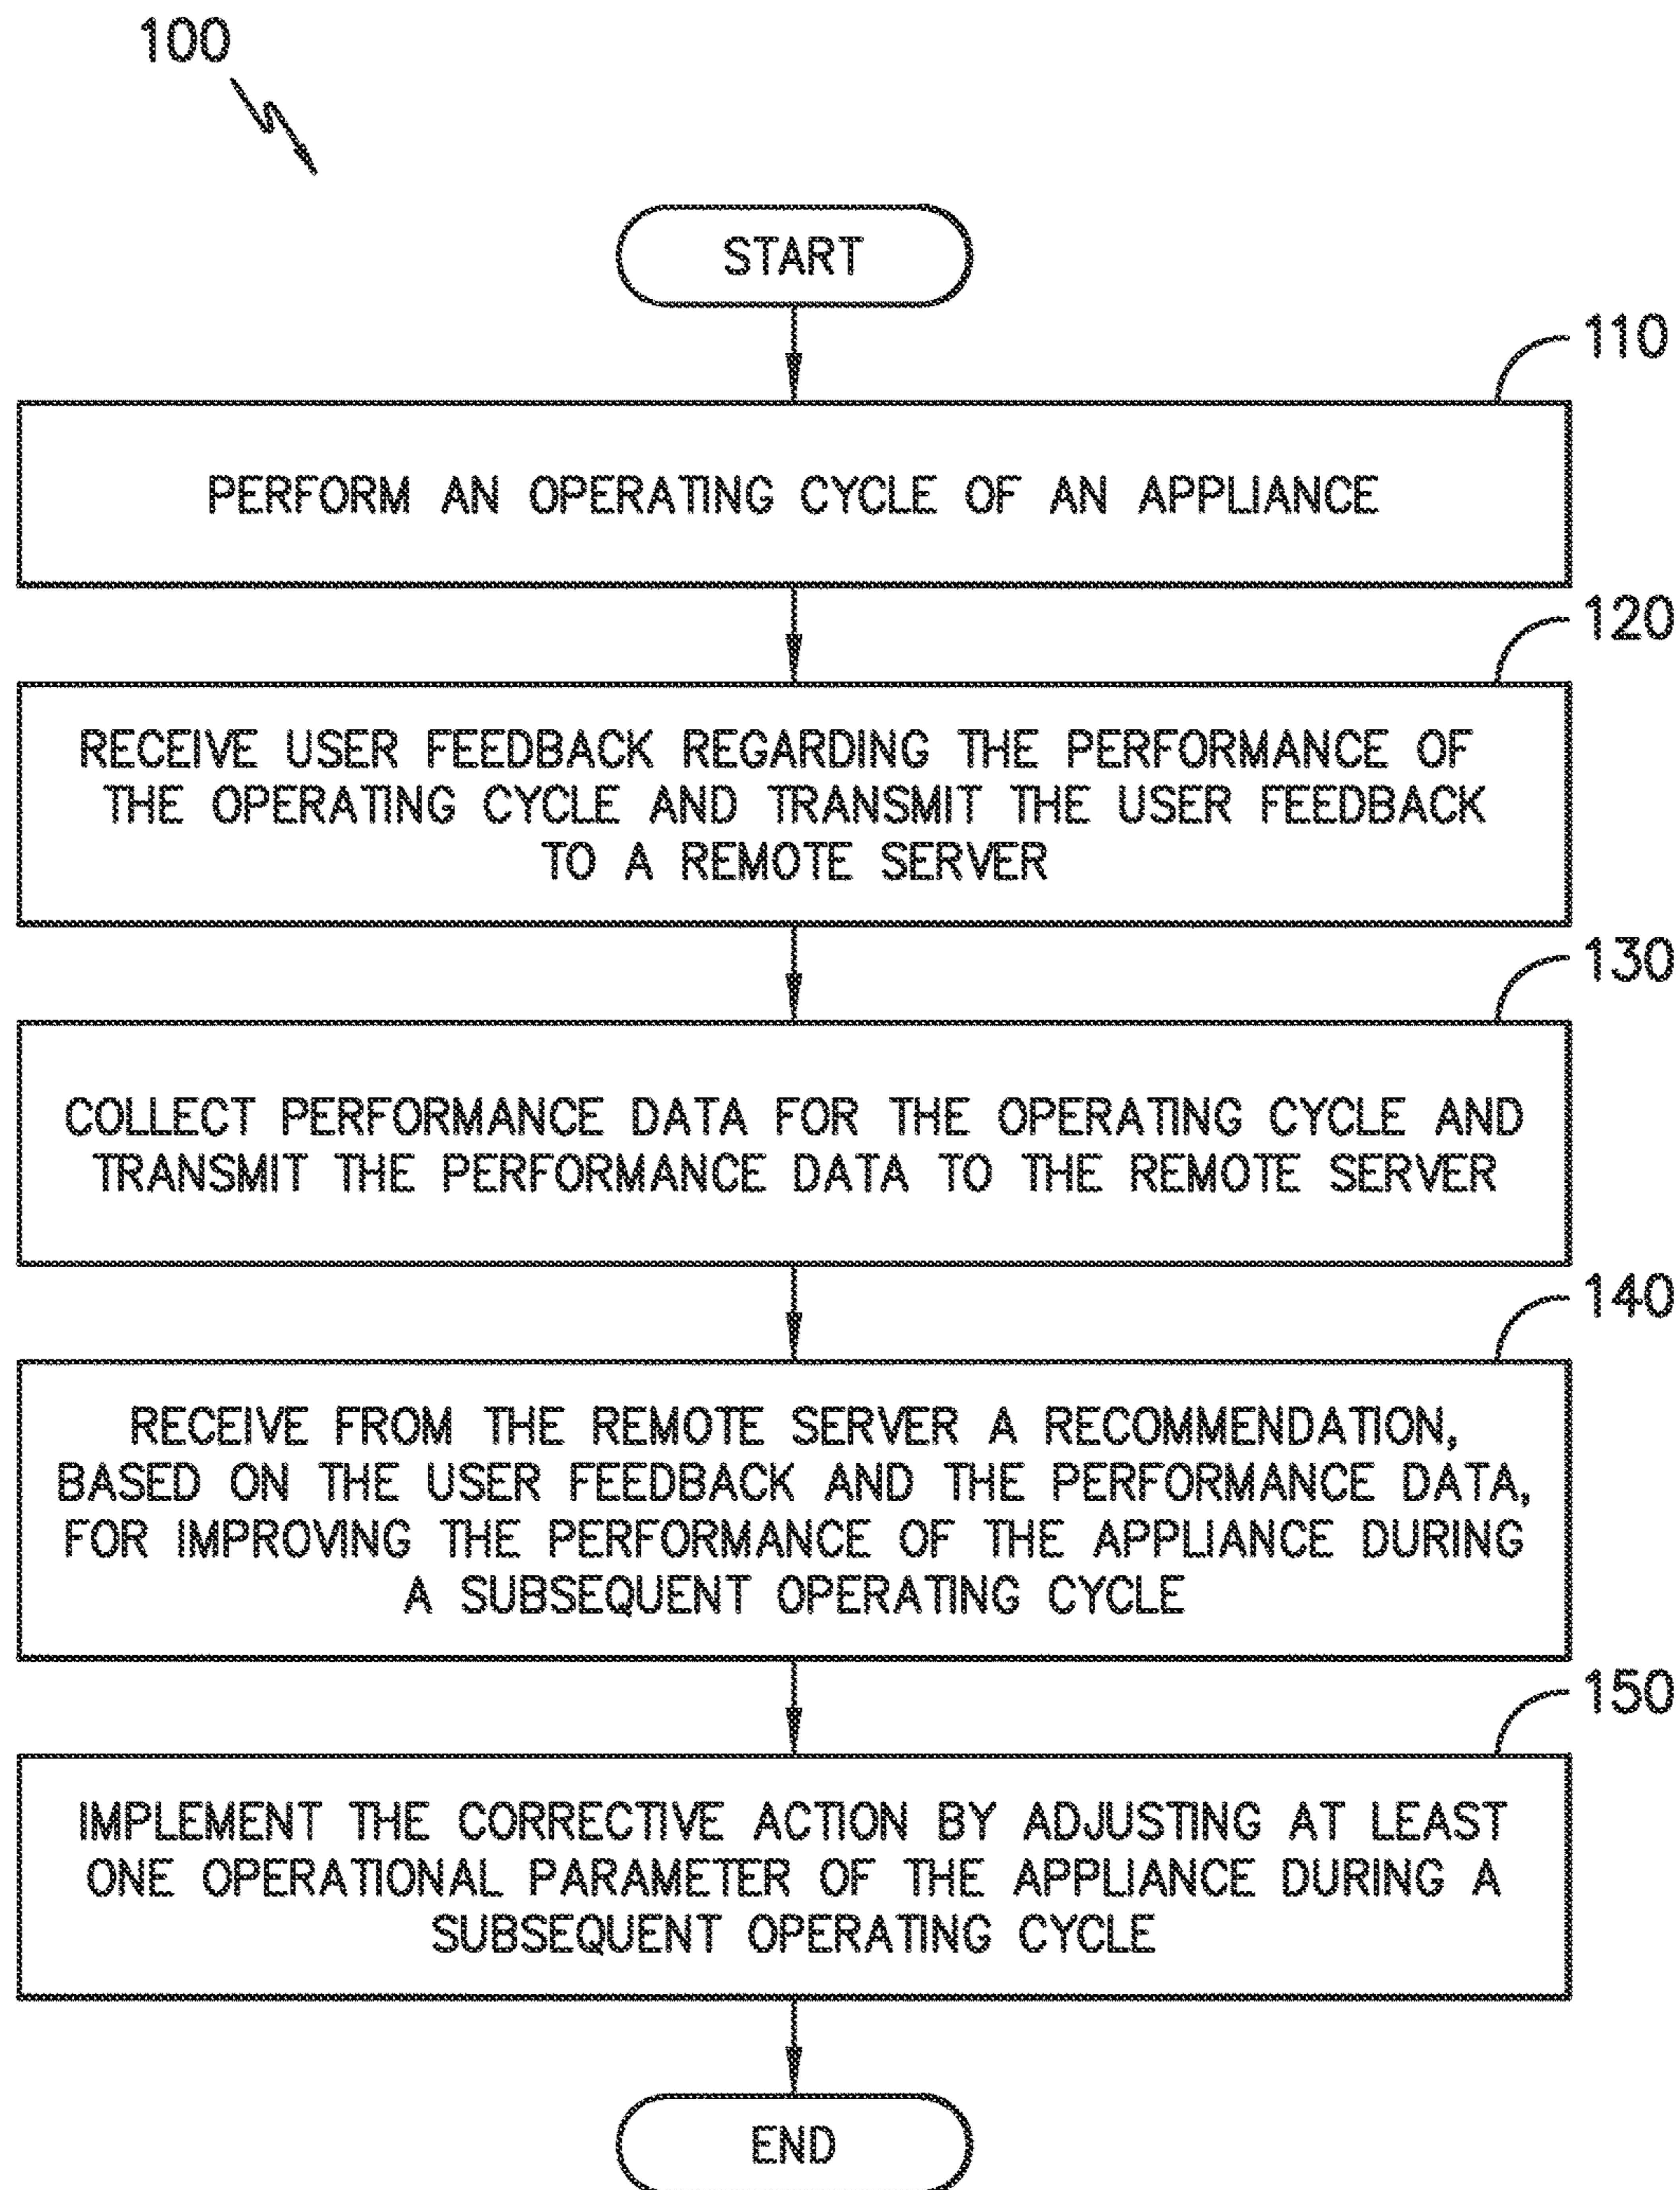 100
START
110
PERFORM AN OPERATING CYCLE OF AN APPLIANCE
120
RECEIVE USER FEEDBACK REGARDING THE PERFORMANCE OF
THE OPERATING CYCLE AND TRANSMIT THE USER FEEDBACK
TO A REMOTE SERVER
130
COLLECT PERFORMANCE DATA FOR THE OPERATING CYCLE AND
TRANSMIT THE PERFORMANCE DATA TO THE REMOTE SERVER
140
RECEIVE FROM THE REMOTE SERVER A RECOMMENDATION,
BASED ON THE USER FEEDBACK AND THE PERFORMANCE DATA,
FOR IMPROVING THE PERFORMANCE OF THE APPLIANCE DURING
A SUBSEQUENT OPERATING CYCLE
150
IMPLEMENT THE CORRECTIVE ACTION BY ADJUSTING AT LEAST
ONE OPERATIONAL PARAMETER OF THE APPLIANCE DURING A
SUBSEQUENT OPERATING CYCLE
END